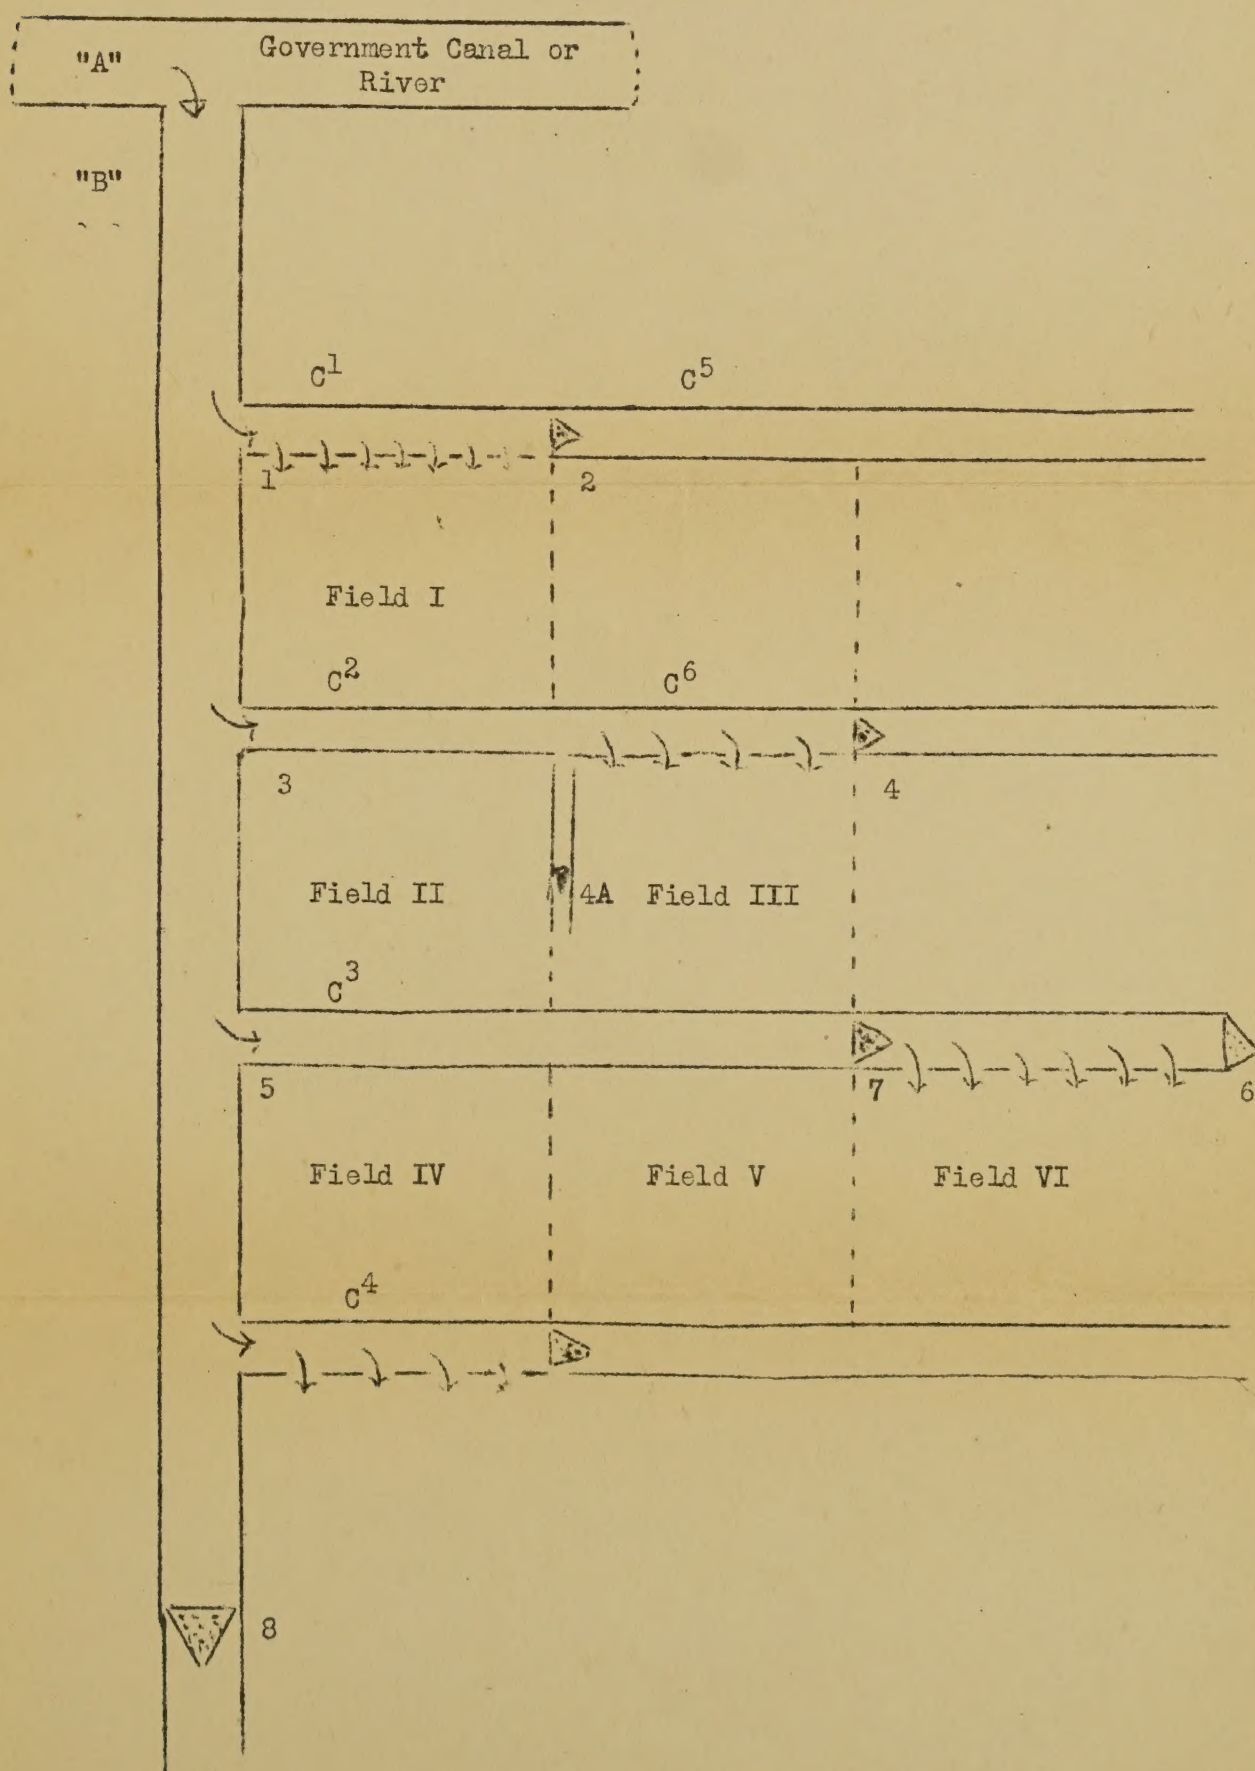 "A"
Government Canal or
River
"B"
C1
C5
1
2
Field I
C2
C6
3
4
Field II
4A
Field III
C3
5
7
6
Field IV
Field V
Field VI
C4
8